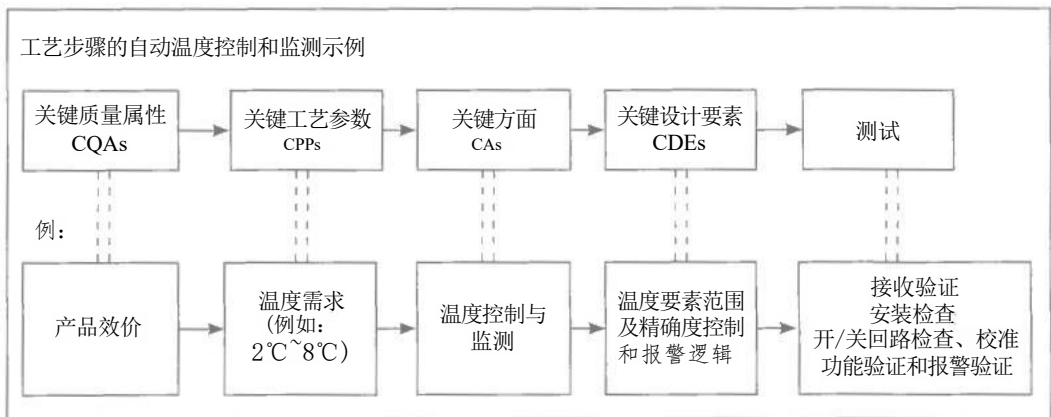 工艺步骤的自动温度控制和监测示例
关键质量属性
CQAs
关键工艺参数
CPPs
关键方面
CAs
关键设计要素
CDEs
测试
例：
产品效价
温度需求
(例如：
2℃~8℃)
温度控制与
监测
温度要素范围
及精确度控制
和报警逻辑
接收验证
安装检查
开/关回路检查、校准
功能验证和报警验证